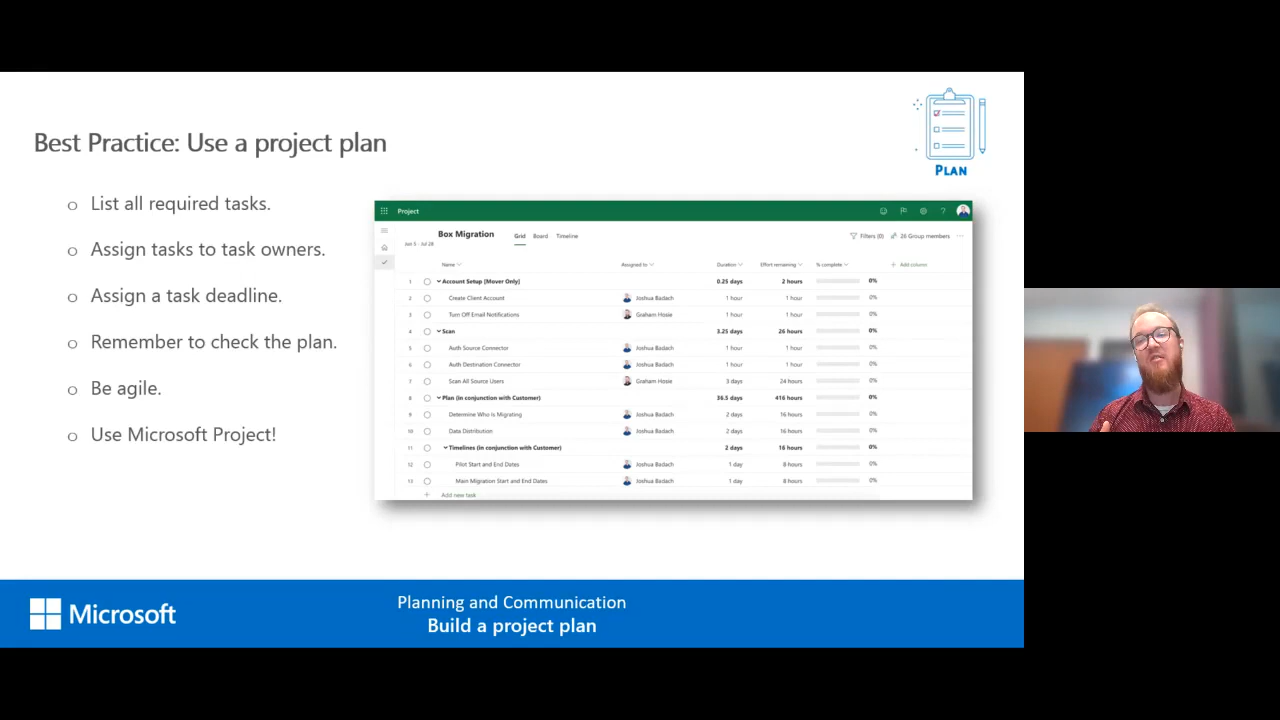 Best Practice: Use a project plan
PLAN
o List all required tasks.
o Assign tasks to task owners.
o Assign a task deadline.
o Remember to check the plan.
o Be agile.
o Use Microsoft Project!
Project
?
Box Migration
Grid Board Timeline
Jun 5 - Jul 28
Filters (0) 26 Group members
Name Assigned to Duration Effort remaining % complete + Add column
1 Account Setup [Mover Only] 0.25 days 2 hours 0%
2 Create Client Account Joshua Badach 1 hour 1 hour 0%
3 Turn Off Email Notifications Graham Hosie 1 hour 1 hour 0%
4 Scan 3.25 days 26 hours 0%
5 Auth Source Connector Joshua Badach 1 hour 1 hour 0%
6 Auth Destination Connector Joshua Badach 1 hour 1 hour 0%
7 Scan All Source Users Graham Hosie 3 days 24 hours 0%
8 Plan (in conjunction with Customer) 36.5 days 416 hours 0%
9 Determine Who Is Migrating Joshua Badach 2 days 16 hours 0%
10 Data Distribution Joshua Badach 2 days 16 hours 0%
11 Timelines (in conjunction with Customer) 2 days 16 hours 0%
12 Pilot Start and End Dates Joshua Badach 1 day 8 hours 0%
13 Main Migration Start and End Dates Joshua Badach 1 day 8 hours 0%
+ Add new task
Microsoft
Planning and Communication
Build a project plan